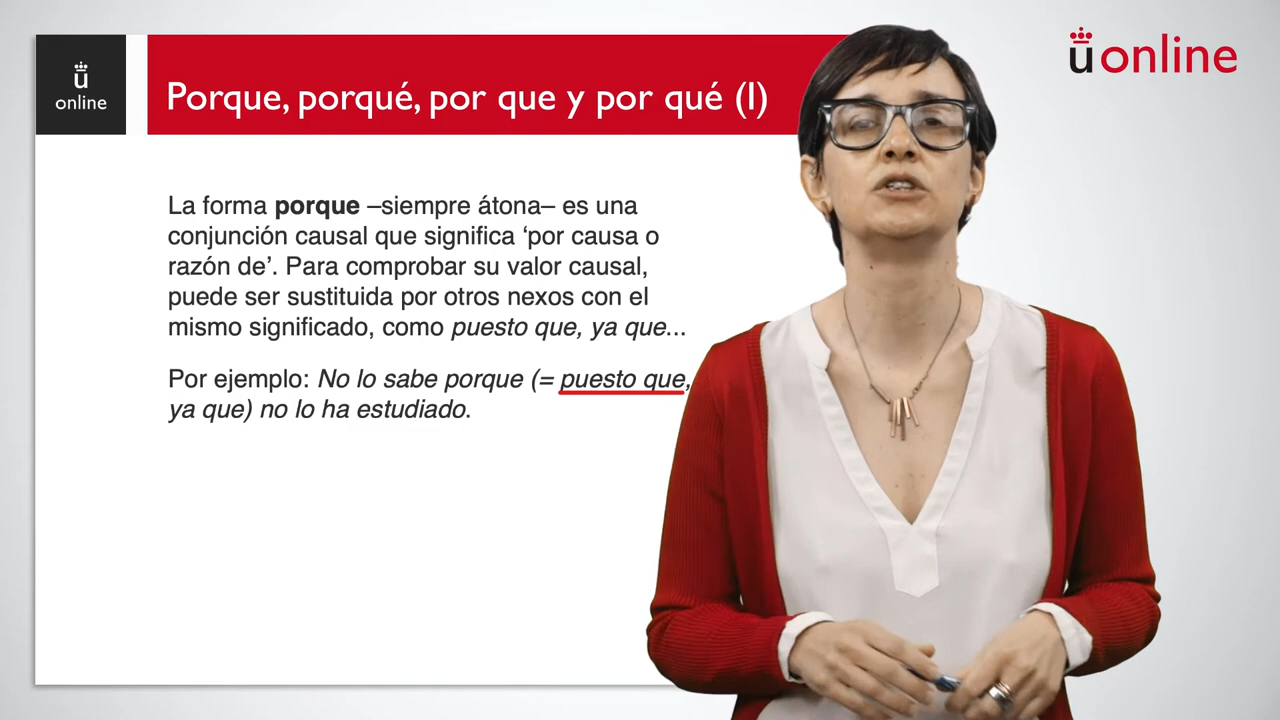 ü
online
Porque, porqué, por que y por qué (I)
üonline
La forma porque –siempre átona– es una
conjunción causal que significa ‘por causa o
razón de’. Para comprobar su valor causal,
puede ser sustituida por otros nexos con el
mismo significado, como puesto que, ya que...
Por ejemplo: No lo sabe porque (= puesto que,
ya que) no lo ha estudiado.